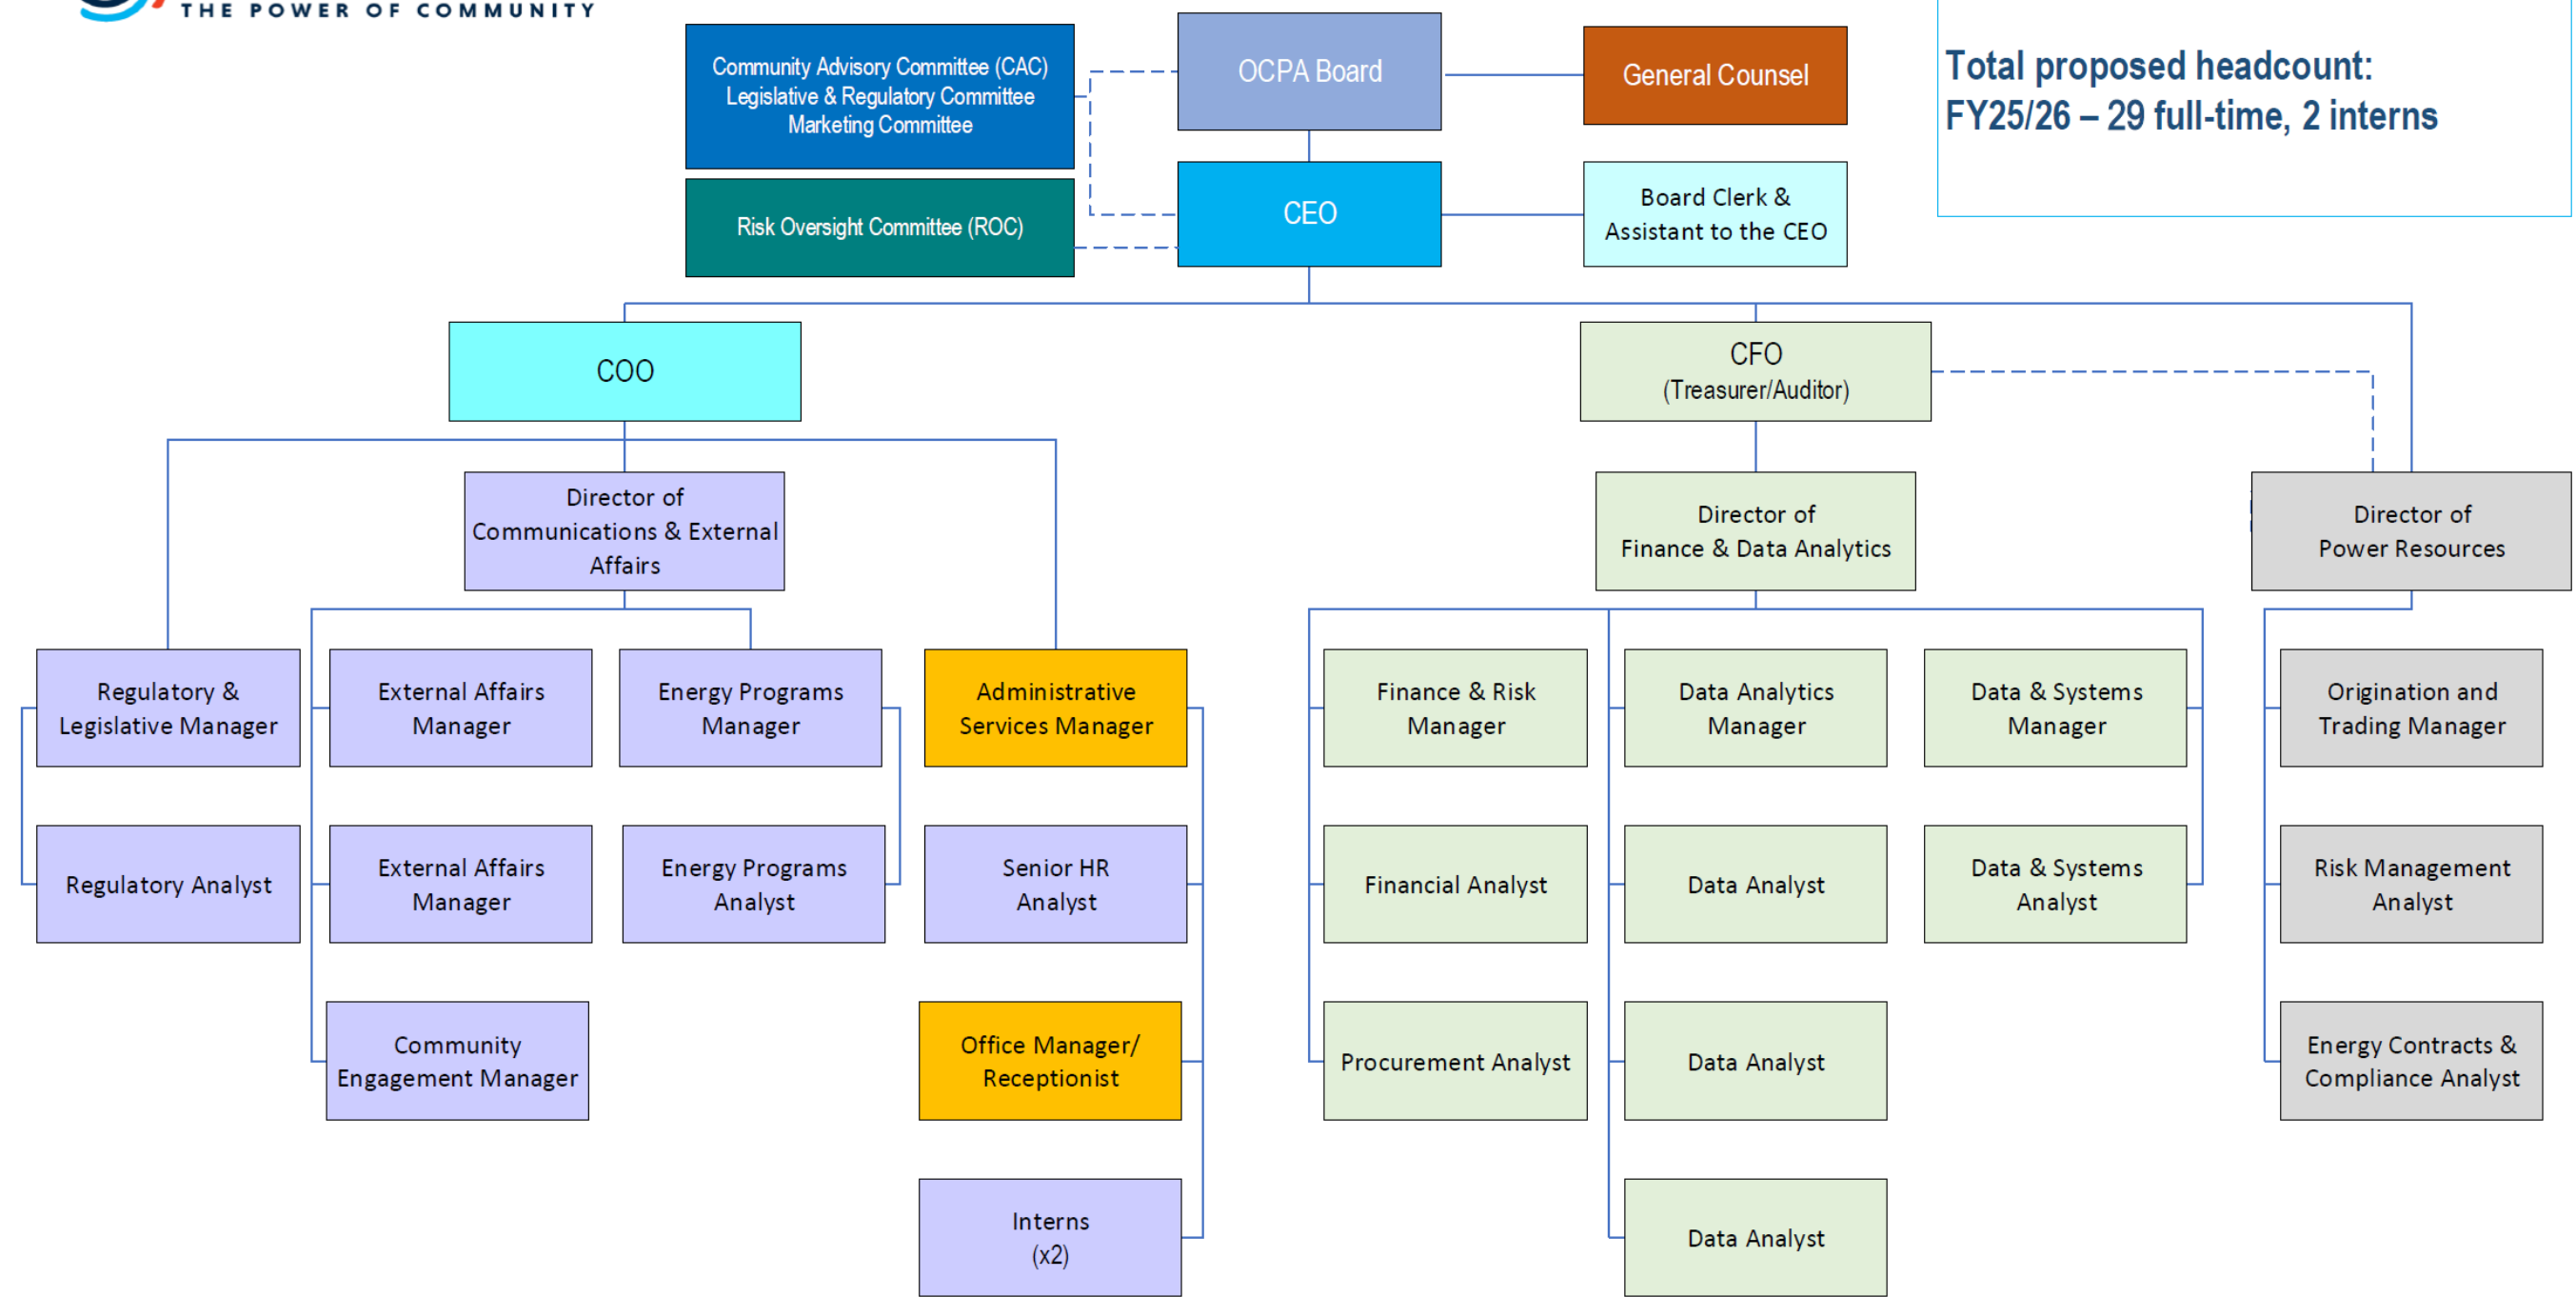 THE POWER OF COMMUNITY
Community Advisory Committee (CAC)
Legislative & Regulatory Committee
Marketing Committee
OCPA Board
General Counsel
Total proposed headcount:
FY25/26 – 29 full-time, 2 interns
Risk Oversight Committee (ROC)
CEO
Board Clerk &
Assistant to the CEO
COO
CFO
(Treasurer/Auditor)
Director of
Communications & External
Affairs
Director of
Finance & Data Analytics
Director of
Power Resources
Regulatory &
Legislative Manager
External Affairs
Manager
Energy Programs
Manager
Administrative
Services Manager
Finance & Risk
Manager
Data Analytics
Manager
Data & Systems
Manager
Origination and
Trading Manager
Regulatory Analyst
External Affairs
Manager
Energy Programs
Analyst
Senior HR
Analyst
Financial Analyst
Data Analyst
Data & Systems
Analyst
Risk Management
Analyst
Community
Engagement Manager
Office Manager/
Receptionist
Procurement Analyst
Data Analyst
Energy Contracts &
Compliance Analyst
Interns
(x2)
Data Analyst